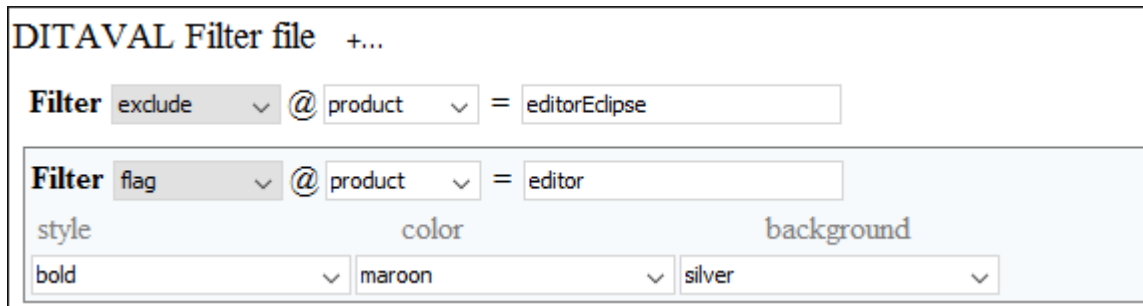 DITAVAL Filter file +...
Filter exclude @ product = editorEclipse
Filter flag @ product = editor
style color background
bold maroon silver